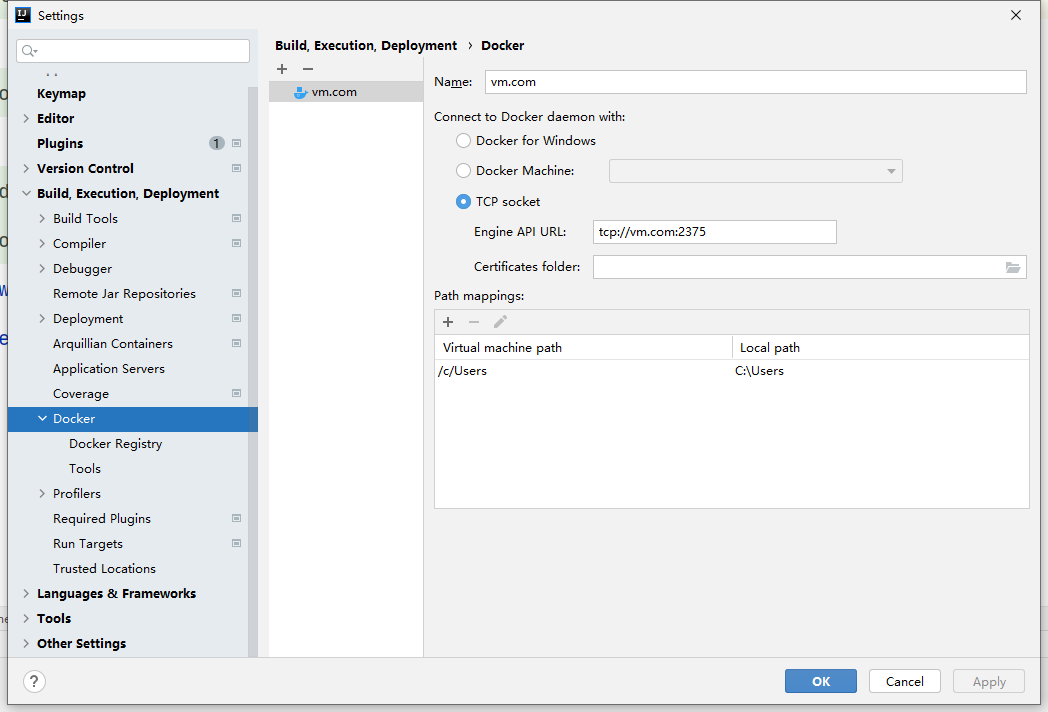 Settings
Keymap
Editor
Plugins 1
Version Control
Build, Execution, Deployment
Build Tools
Compiler
Debugger
Remote Jar Repositories
Deployment
Arquillian Containers
Application Servers
Coverage
Docker
Docker Registry
Tools
Profilers
Required Plugins
Run Targets
Trusted Locations
Languages & Frameworks
Tools
Other Settings
Build, Execution, Deployment › Docker
vm.com
Name: vm.com
Connect to Docker daemon with:
Docker for Windows
Docker Machine:
TCP socket
Engine API URL: tcp://vm.com:2375
Certificates folder:
Path mappings:
Virtual machine path Local path
/c/Users C:\Users
? OK Cancel Apply